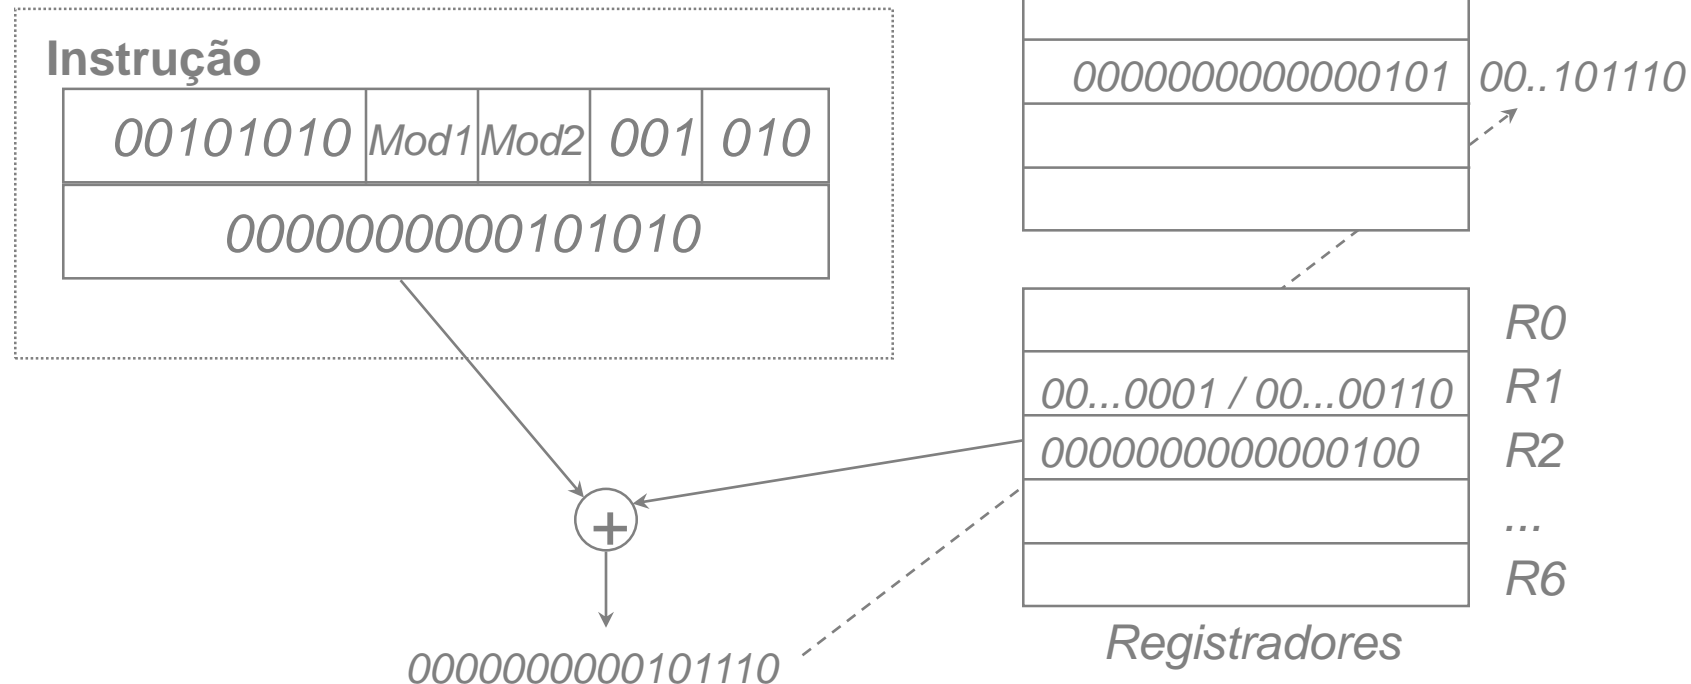 Instrução
00101010 Mod1 Mod2 001 010
0000000000101010
0000000000000101 00..101110
R0
00...0001 / 00...00110 R1
0000000000000100 R2
...
R6
+
Registradores
0000000000101110